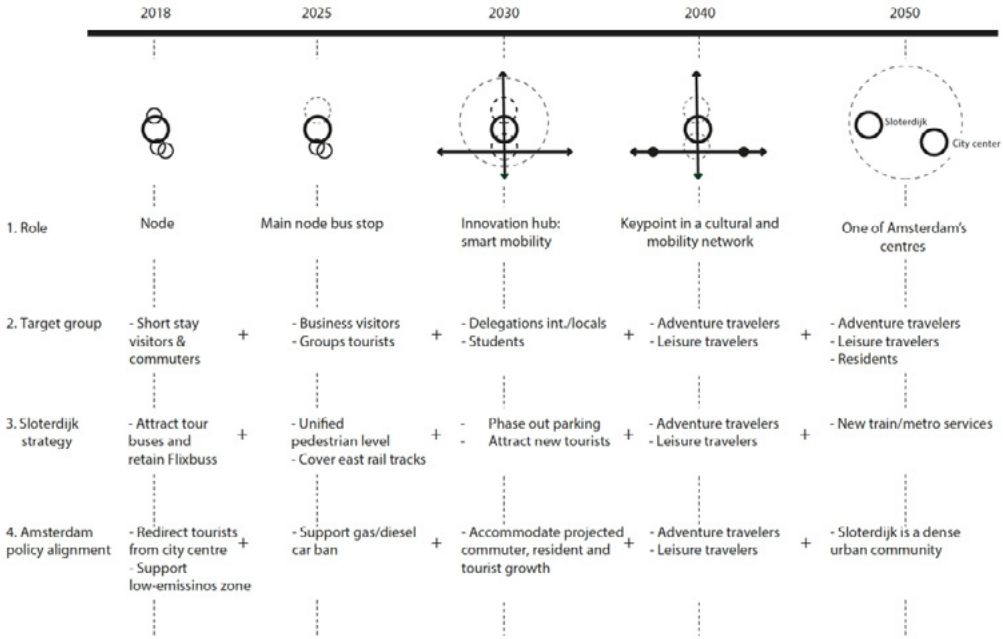 2018 2025 2030 2040 2050
Sloterdijk
City center
1. Role
Node
Main node bus stop
Innovation hub:
smart mobility
Keypoint in a cultural and
mobility network
One of Amsterdam's
centres
2. Target group
- Short stay
visitors &
commuters
+
- Business visitors
- Groups tourists
+
- Delegations int./locals
- Students
+
- Adventure travelers
- Leisure travelers
+
- Adventure travelers
- Leisure travelers
- Residents
3. Sloterdijk
strategy
- Attract tour
buses and
retain Flixbuss
+
- Unified
pedestrian level
- Cover east rail tracks
+
- Phase out parking
- Attract new tourists
+
- Adventure travelers
- Leisure travelers
+
- New train/metro services
4. Amsterdam
policy alignment
- Redirect tourists
from city centre
- Support
low-emissinos zone
+
- Support gas/diesel
car ban
+
- Accommodate projected
commuter, resident and
tourist growth
+
- Adventure travelers
- Leisure travelers
+
- Sloterdijk is a dense
urban community